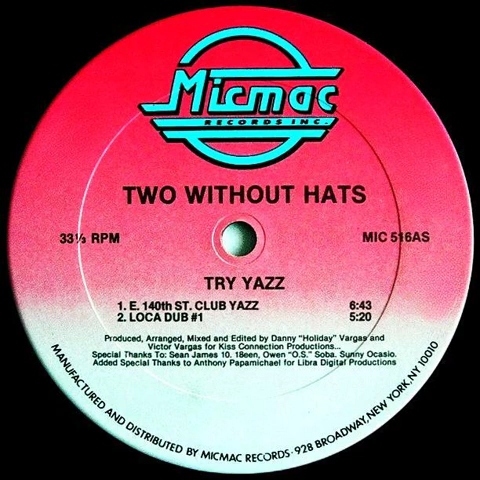 Micmac
RECORDS INC.
TWO WITHOUT HATS
33⅓ RPM
MIC 516AS
TRY YAZZ
1. E. 140th ST. CLUB YAZZ 6:43
2. LOCA DUB #1 5:20
Produced, Arranged, Mixed and Edited by Danny "Holiday" Vargas and
Victor Vargas for Kiss Connection Productions...
Special Thanks To: Sean James 10. 18een, Owen "O.S." Soba. Sunny Ocasio.
Added Special Thanks to Anthony Papamichael for Libra Digital Productions
MANUFACTURED AND DISTRIBUTED BY MICMAC RECORDS · 928 BROADWAY, NEW YORK, NY 10010